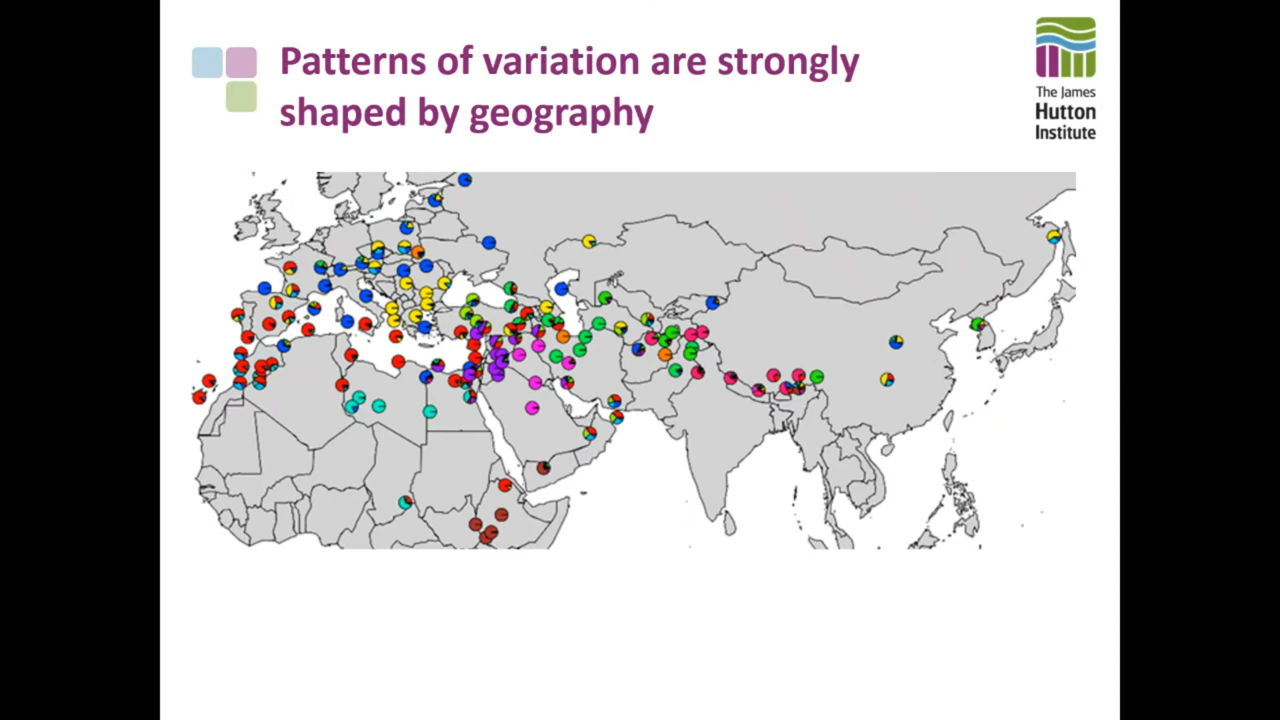 Patterns of variation are strongly
shaped by geography
The James
Hutton
Institute